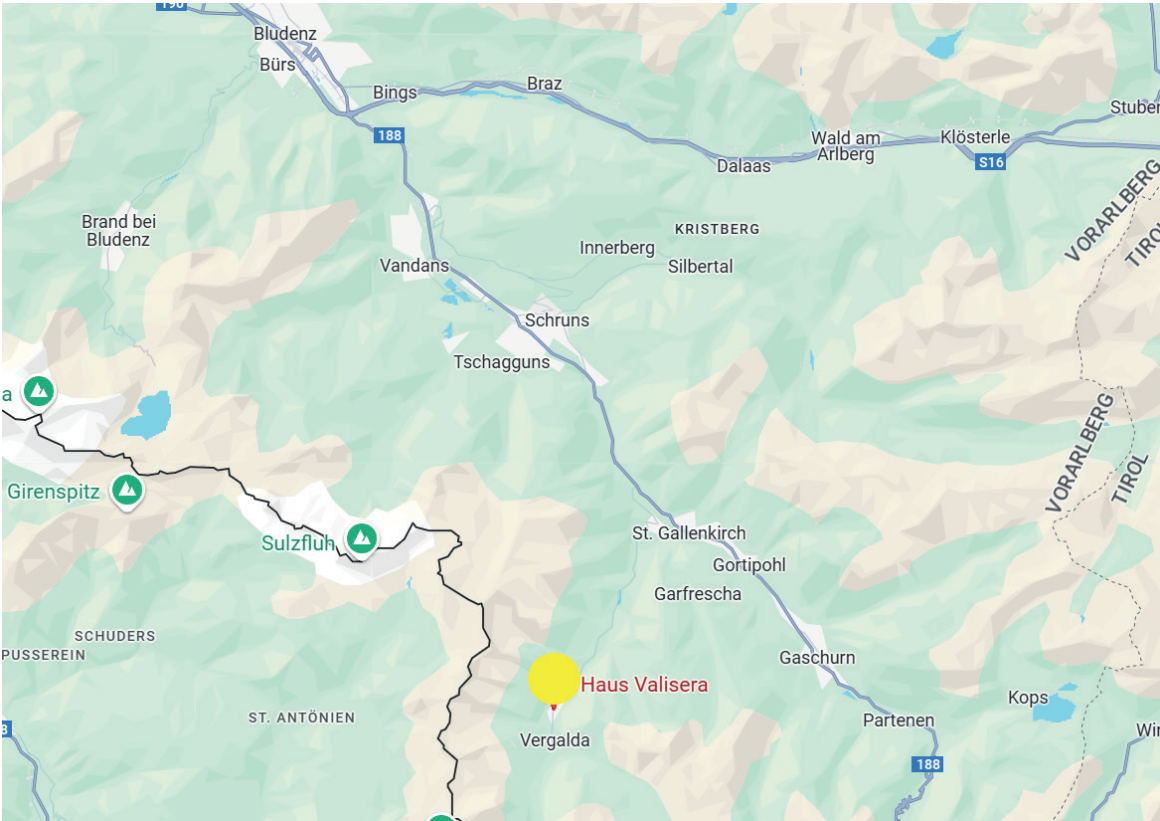 190
Bludenz
Bürs
Bings
Braz
188
Stuben
Wald am
Arlberg
Klösterle
S16
Dalaas
Brand bei
Bludenz
KRISTBERG
VORARLBERG
TIROL
Innerberg
Silbertal
Vandans
Schruns
Tschagguns
a
VORARLBERG
TIROL
Girenspitz
Sulzfluh
St. Gallenkirch
Gortipohl
Garfrescha
SCHUDERS
PUSSEREIN
Gaschurn
Haus Valisera
Kops
ST. ANTÖNIEN
Partenen
Vergalda
Wir
188